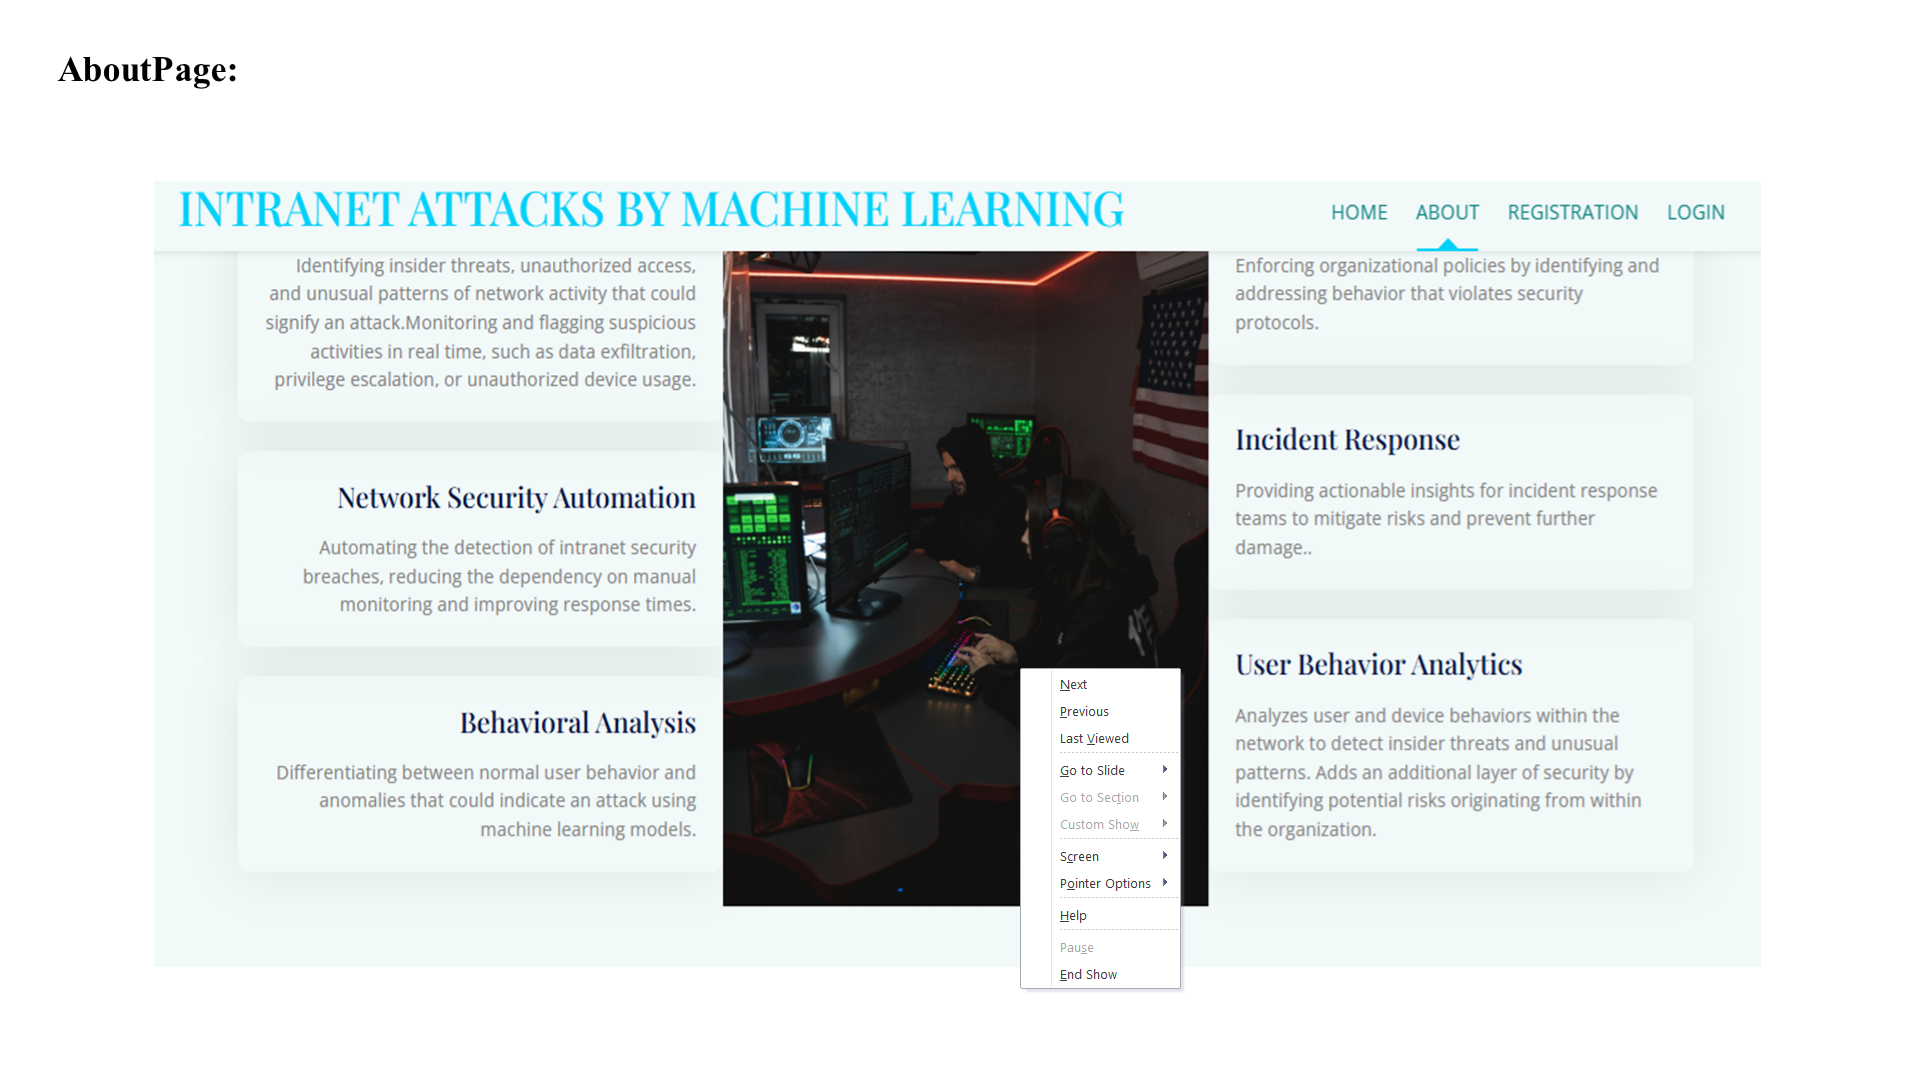 AboutPage:
INTRANET ATTACKS BY MACHINE LEARNING
HOME ABOUT REGISTRATION LOGIN
Identifying insider threats, unauthorized access,
and unusual patterns of network activity that could
signify an attack.Monitoring and flagging suspicious
activities in real time, such as data exfiltration,
privilege escalation, or unauthorized device usage.
Network Security Automation
Automating the detection of intranet security
breaches, reducing the dependency on manual
monitoring and improving response times.
Behavioral Analysis
Differentiating between normal user behavior and
anomalies that could indicate an attack using
machine learning models.
Enforcing organizational policies by identifying and
addressing behavior that violates security
protocols.
Incident Response
Providing actionable insights for incident response
teams to mitigate risks and prevent further
damage..
User Behavior Analytics
Analyzes user and device behaviors within the
network to detect insider threats and unusual
patterns. Adds an additional layer of security by
identifying potential risks originating from within
the organization.
Next
Previous
Last Viewed
Go to Slide
Go to Section
Custom Show
Screen
Pointer Options
Help
Pause
End Show